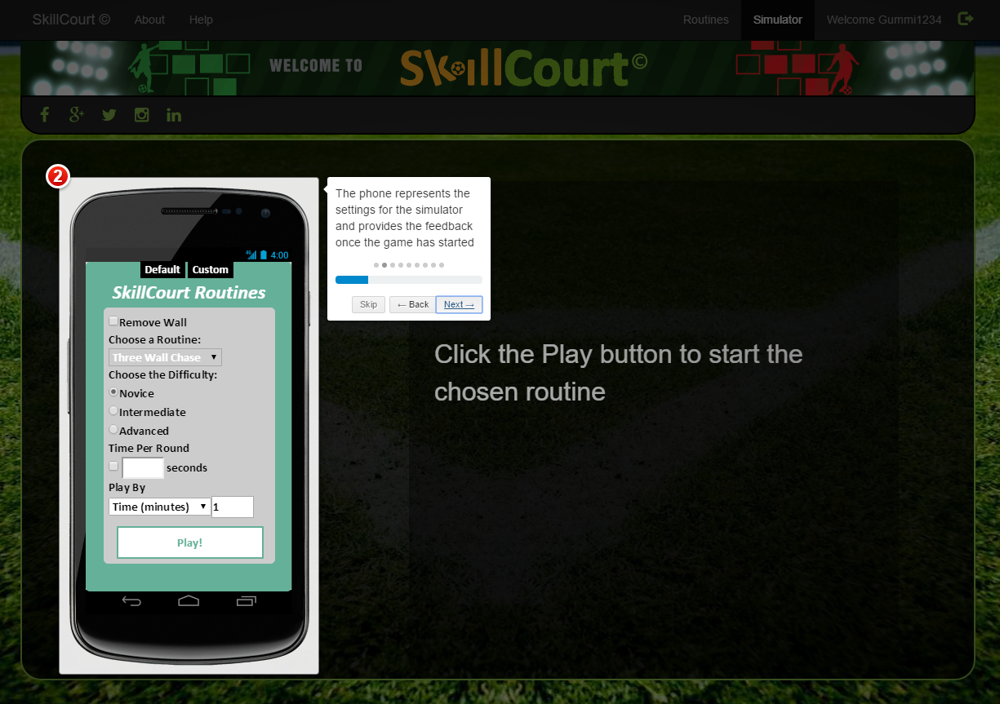 SkillCourt ©
About
Help
Routines
Simulator
Welcome Gummi1234
WELCOME TO
SkillCourt©
2
4G 4:00
Default Custom
SkillCourt Routines
Remove Wall
Choose a Routine:
Three Wall Chase
Choose the Difficulty:
Novice
Intermediate
Advanced
Time Per Round
seconds
Play By
Time (minutes) 1
Play!
The phone represents the
settings for the simulator
and provides the feedback
once the game has started
Skip ← Back Next →
Click the Play button to start the
chosen routine